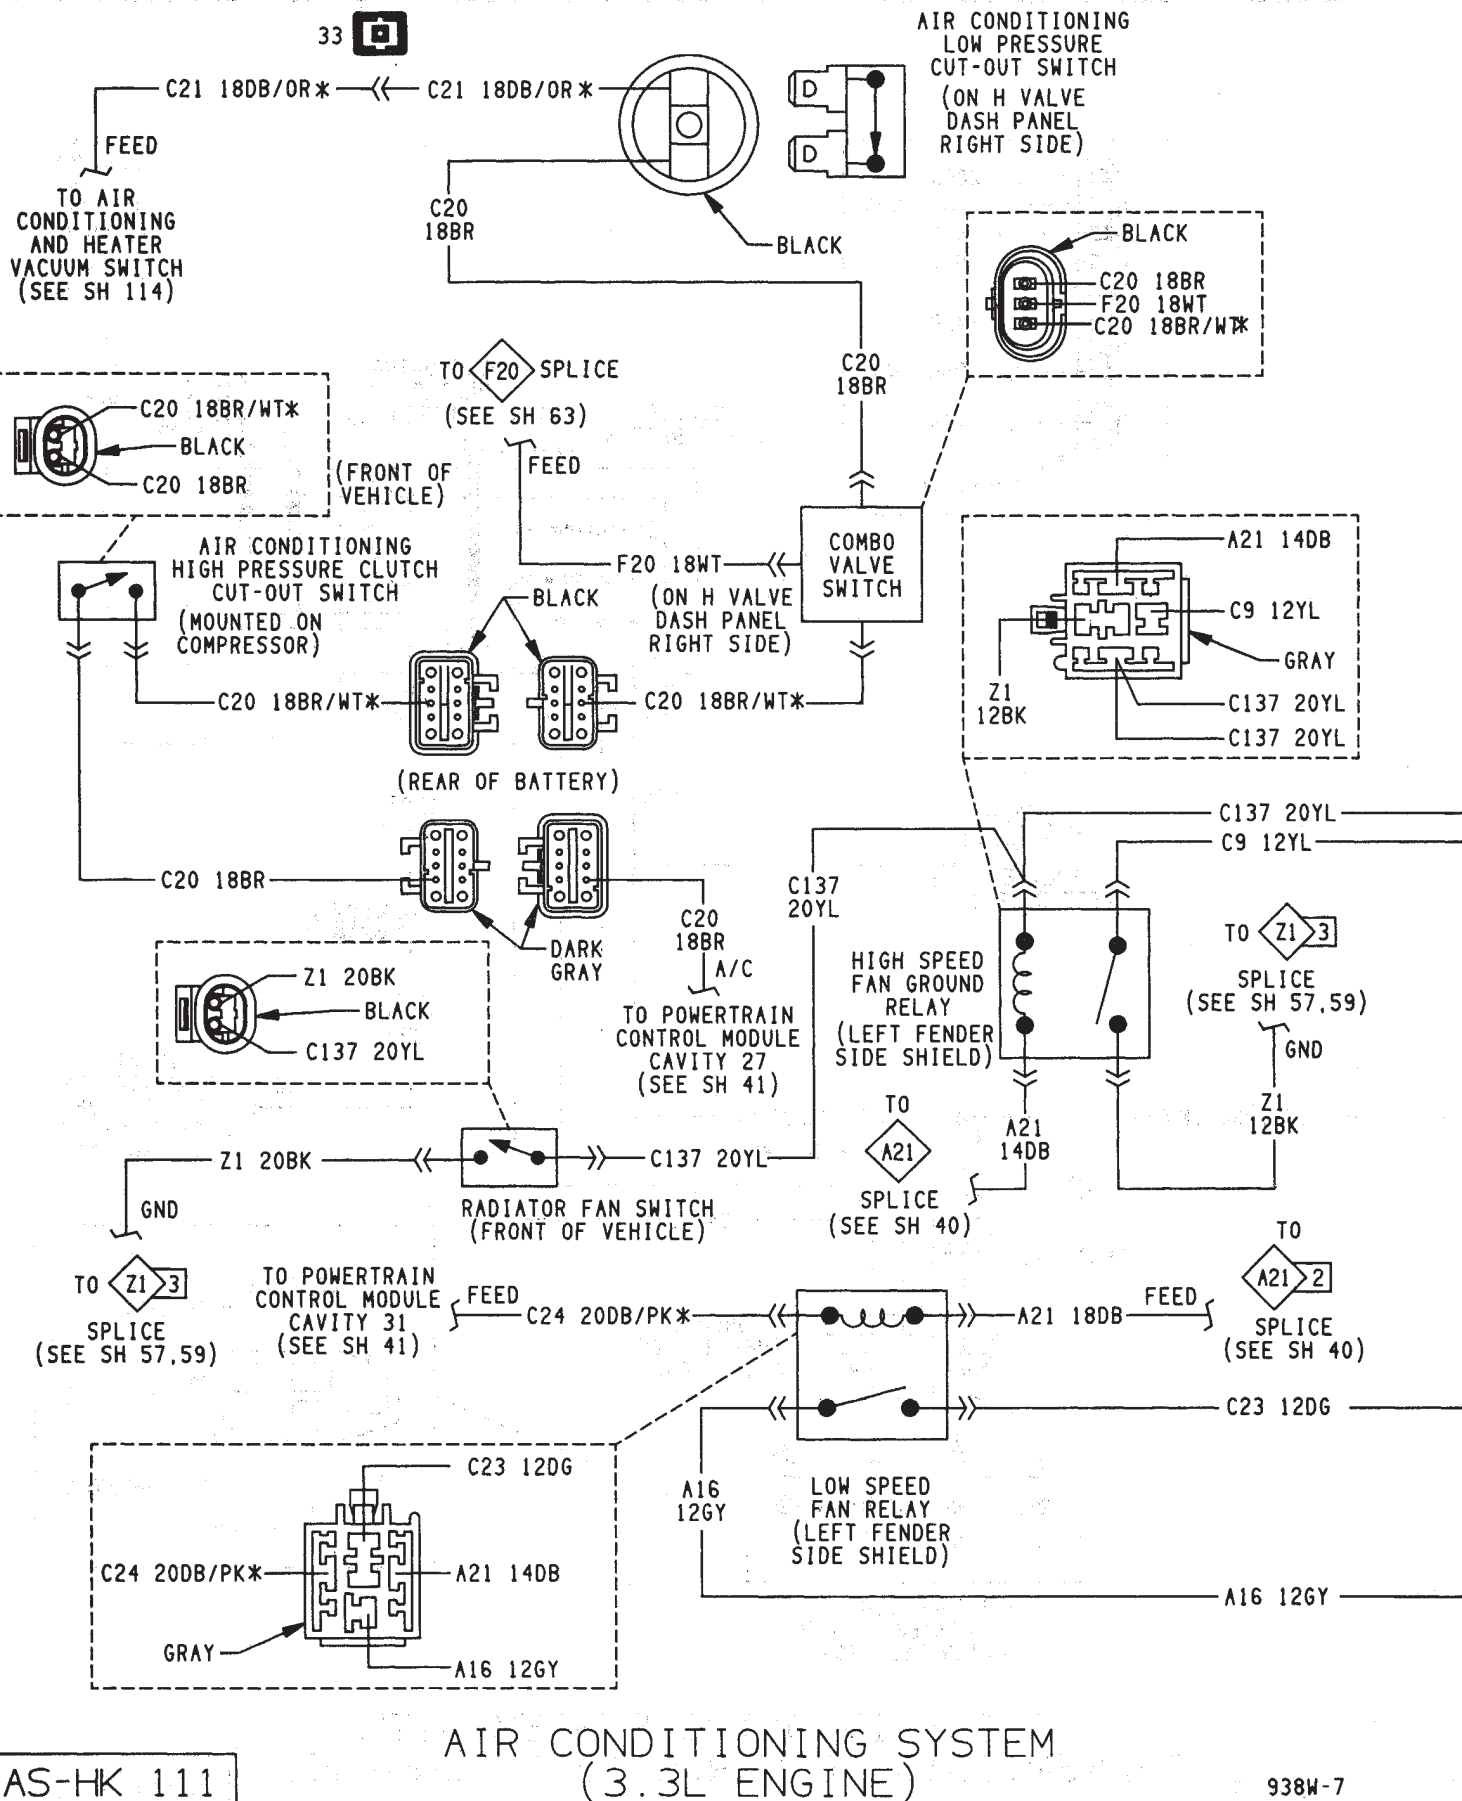 33
AIR CONDITIONING
LOW PRESSURE
CUT-OUT SWITCH
(ON H VALVE
DASH PANEL
RIGHT SIDE)
C21 18DB/OR*
C21 18DB/OR*
D
D
FEED
TO AIR
CONDITIONING
AND HEATER
VACUUM SWITCH
(SEE SH 114)
C20
18BR
BLACK
BLACK
C20 18BR
F20 18WT
C20 18BR/WT*
TO F20 SPLICE
(SEE SH 63)
FEED
C20
18BR
C20 18BR/WT*
BLACK
C20 18BR
(FRONT OF
VEHICLE)
AIR CONDITIONING
HIGH PRESSURE CLUTCH
CUT-OUT SWITCH
(MOUNTED ON
COMPRESSOR)
F20 18WT
COMBO
VALVE
SWITCH
(ON H VALVE
DASH PANEL
RIGHT SIDE)
BLACK
A21 14DB
C9 12YL
GRAY
Z1
12BK
C137 20YL
C137 20YL
C20 18BR/WT*
C20 18BR/WT*
(REAR OF BATTERY)
C137 20YL
C9 12YL
C20 18BR
C137
20YL
DARK
GRAY
C20
18BR
A/C
TO POWERTRAIN
CONTROL MODULE
CAVITY 27
(SEE SH 41)
HIGH SPEED
FAN GROUND
RELAY
(LEFT FENDER
SIDE SHIELD)
TO Z1 3
SPLICE
(SEE SH 57,59)
GND
Z1 20BK
BLACK
C137 20YL
Z1
12BK
TO
A21
SPLICE
(SEE SH 40)
A21
14DB
Z1 20BK
C137 20YL
RADIATOR FAN SWITCH
(FRONT OF VEHICLE)
GND
TO Z1 3
SPLICE
(SEE SH 57,59)
TO POWERTRAIN
CONTROL MODULE
CAVITY 31
(SEE SH 41)
FEED
C24 20DB/PK*
A21 18DB
FEED
TO
A21 2
SPLICE
(SEE SH 40)
C23 12DG
A16
12GY
LOW SPEED
FAN RELAY
(LEFT FENDER
SIDE SHIELD)
C23 12DG
C24 20DB/PK*
A21 14DB
GRAY
A16 12GY
A16 12GY
AIR CONDITIONING SYSTEM
(3.3L ENGINE)
AS-HK 111
938W-7